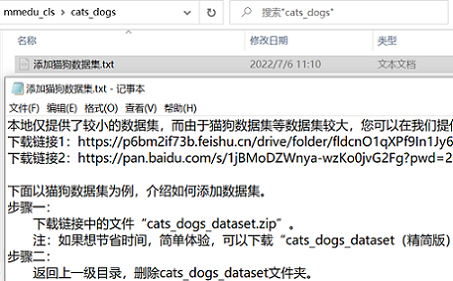 mmedu_cls › cats_dogs
搜索"cats_dogs"
名称 修改日期 类型
添加猫狗数据集.txt 2022/7/6 11:10 文本文档
添加猫狗数据集.txt - 记事本
文件(F) 编辑(E) 格式(O) 查看(V) 帮助(H)
本地仅提供了较小的数据集，而由于猫狗数据集等数据集较大，您可以在我们提供
下载链接1：https://p6bm2if73b.feishu.cn/drive/folder/fldcnO1qXPf9In1Jy6
下载链接2：https://pan.baidu.com/s/1jBMoDZWnya-wzKo0jvG2Fg?pwd=2
下面以猫狗数据集为例，介绍如何添加数据集。
步骤一：
下载链接中的文件“cats_dogs_dataset.zip”。
注：如果想节省时间，简单体验，可以下载“cats_dogs_dataset（精简版）
步骤二：
返回上一级目录，删除cats_dogs_dataset文件夹。